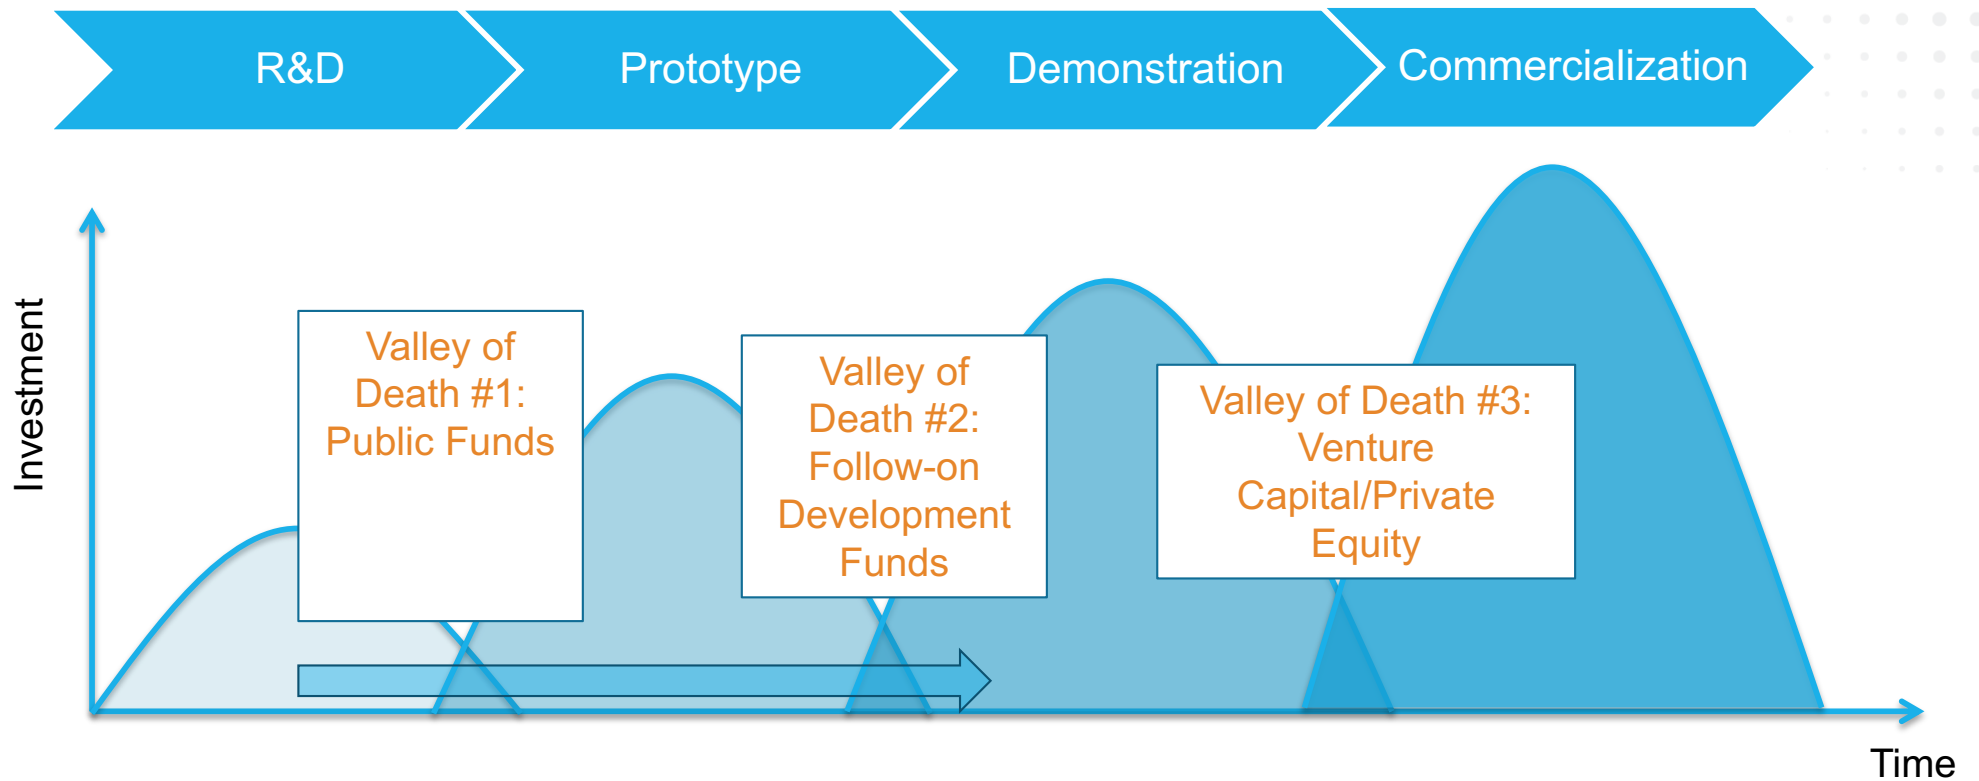 R&D
Prototype
Demonstration
Commercialization
Investment
Valley of
Death #1:
Public Funds
Valley of
Death #2:
Follow-on
Development
Funds
Valley of Death #3:
Venture
Capital/Private
Equity
Time